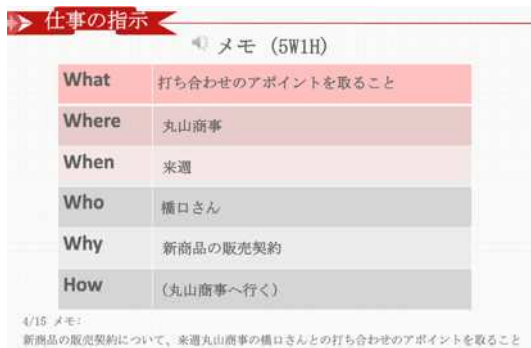 仕事の指示
メモ (5W1H)
What 打ち合わせのアポイントを取ること
Where 丸山商事
When 来週
Who 橋口さん
Why 新商品の販売契約
How (丸山商事へ行く)
4/15 メモ:
新商品の販売契約について、来週丸山商事の橋口さんとの打ち合わせのアポイントを取ること